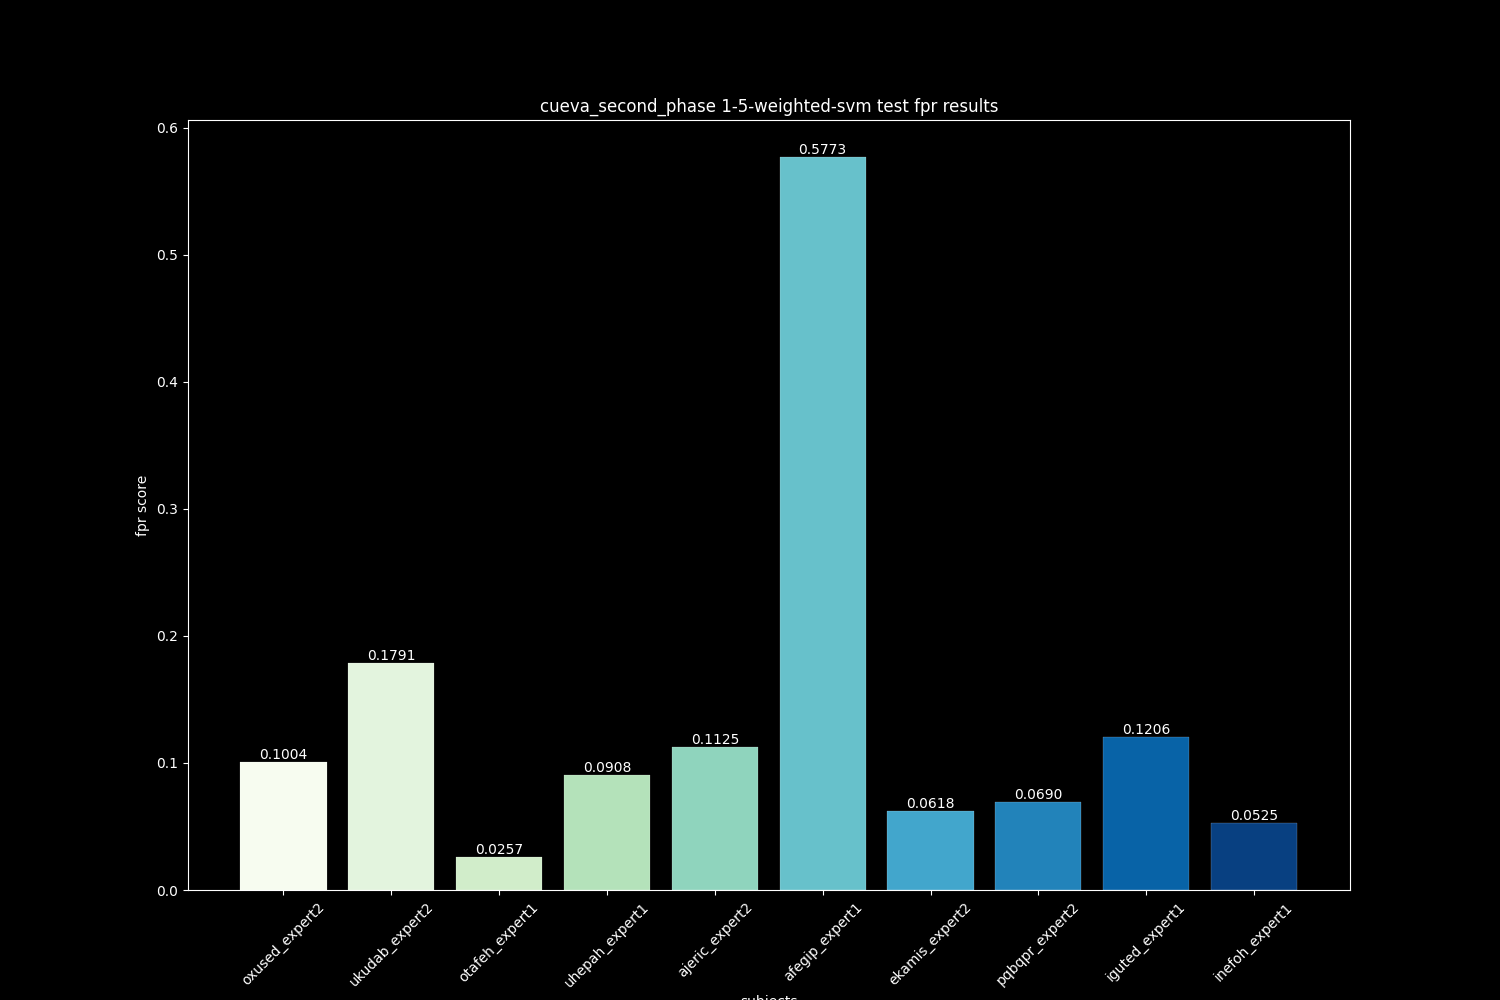 cueva_second_phase 1-5-weighted-svm test fpr results
0.6
0.5
0.4
0.3
0.2
0.1
0.0
fpr score
0.1004
0.1791
0.0257
0.0908
0.1125
0.5773
0.0618
0.0690
0.1206
0.0525
oxused_expert2
ukudab_expert2
otafeh_expert1
uhepah_expert1
ajeric_expert2
afegip_expert1
ekamis_expert2
pqbqpr_expert2
iguted_expert1
inefoh_expert1
subjects